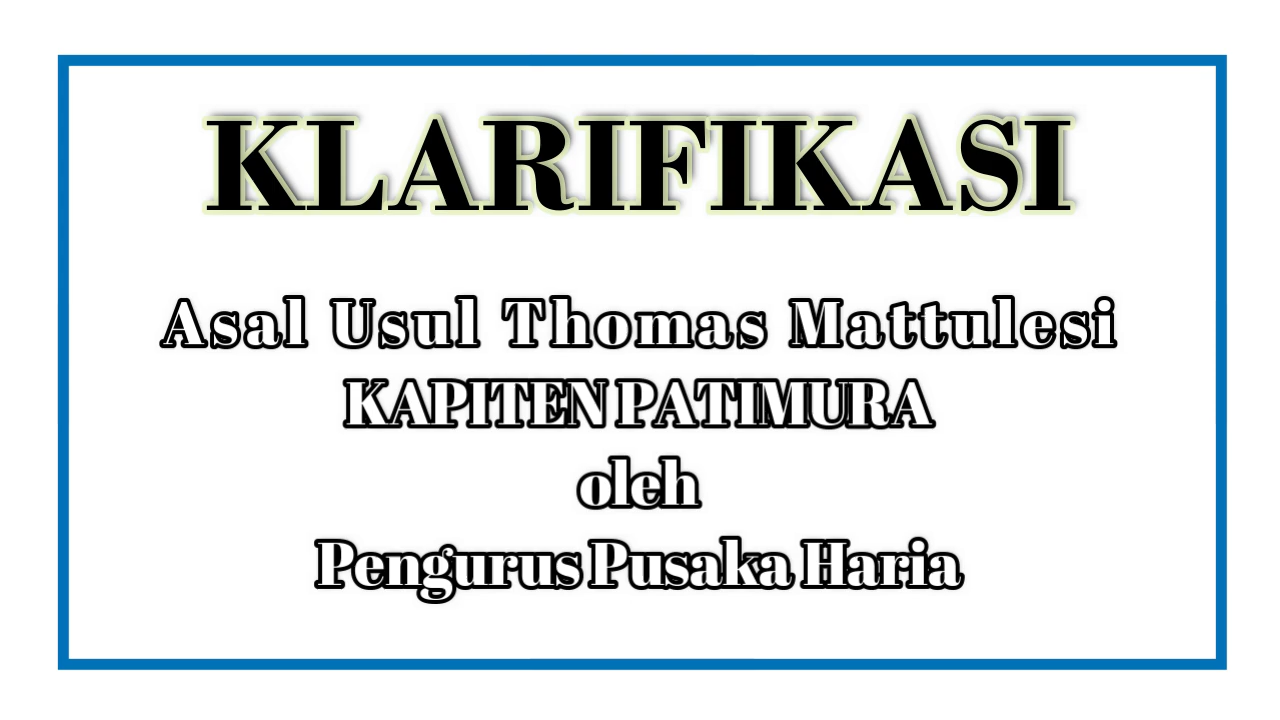 KLARIFIKASI
Asal Usul Thomas Mattulesi
KAPITEN PATIMURA
oleh
Pengurus Pusaka Haria